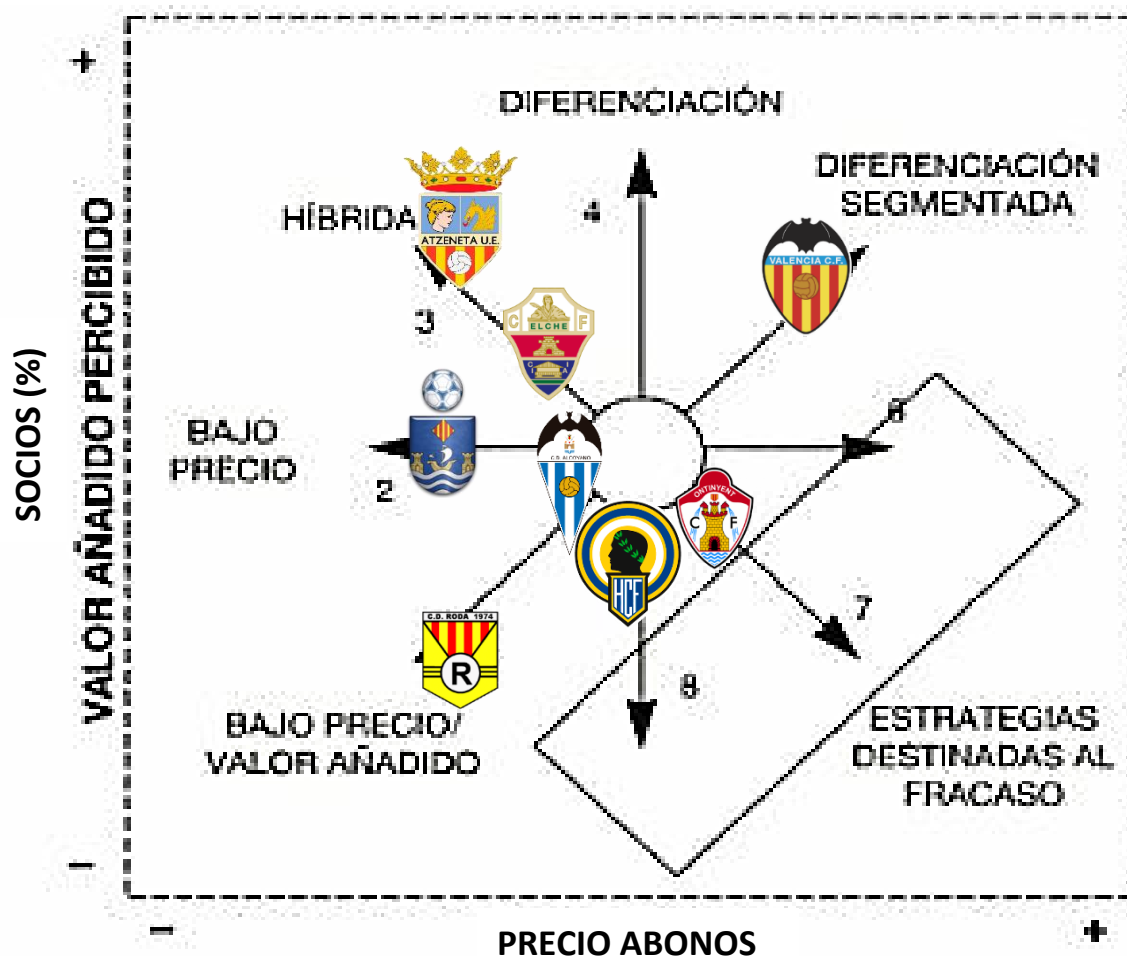 +
DIFERENCIACIÓN
DIFERENCIACIÓN
SEGMENTADA
4
HÍBRIDA
ATZENETA U.E.
VALENCIA C.F.
3
C F
ELCHE
6
BAJO
PRECIO
2
C.D. ALCOYANO
ONTINYENT
C F
HCF
7
C.D. RODA 1974
R
8
BAJO PRECIO/
VALOR AÑADIDO
ESTRATEGIAS
DESTINADAS AL
FRACASO
SOCIOS (%)
VALOR AÑADIDO PERCIBIDO
−
−
PRECIO ABONOS
+